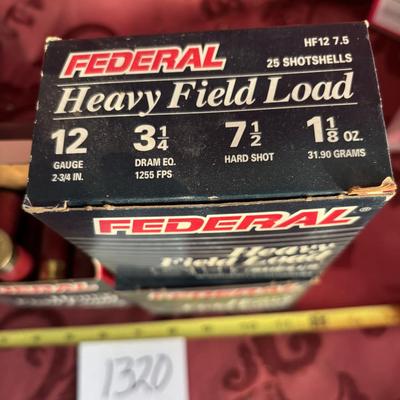 FEDERAL
HF12 7.5
25 SHOTSHELLS
Heavy Field Load
12 3 1/4 7 1/2 1 1/8 OZ.
GAUGE DRAM EQ. HARD SHOT 31.90 GRAMS
2-3/4 IN. 1255 FPS
FEDERAL®
Heavy
Field Load
FEDERAL
1320